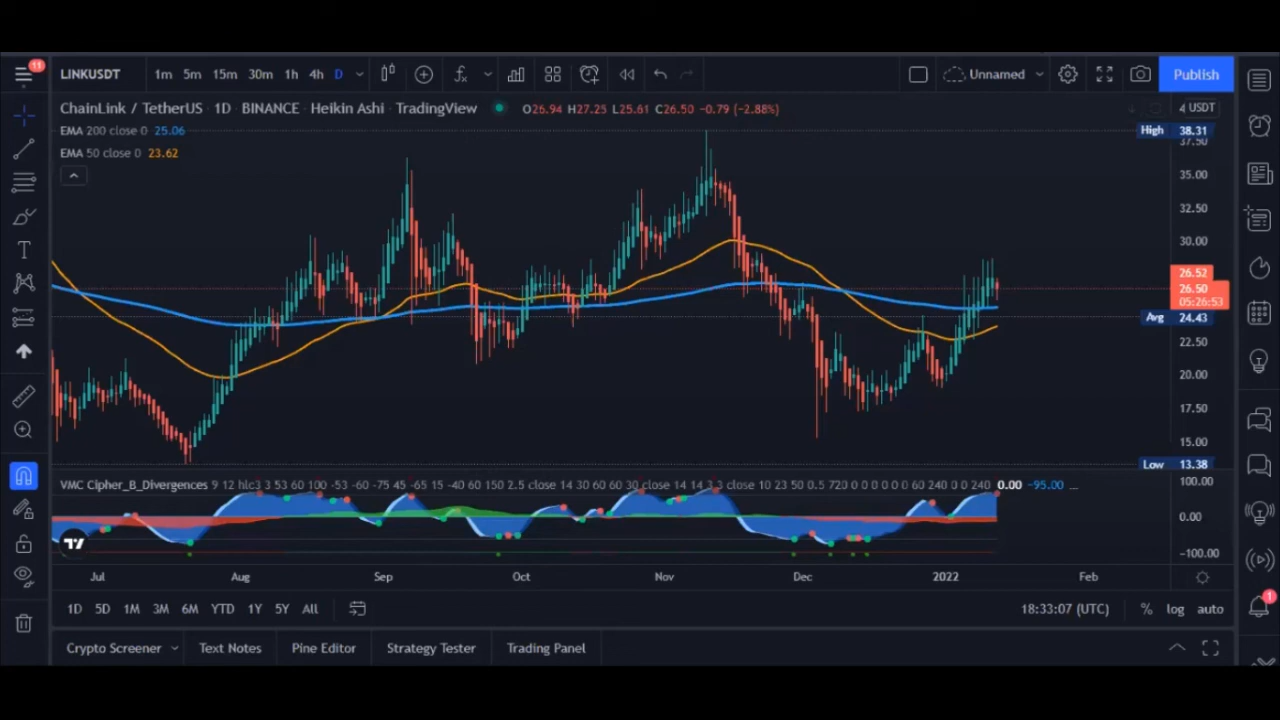 11
LINKUSDT 1m 5m 15m 30m 1h 4h D Unnamed Publish
ChainLink / TetherUS 1D BINANCE Heikin Ashi TradingView O26.94 H27.25 L25.61 C26.50 −0.79 (−2.88%)
USDT
EMA 200 close 0 25.06
EMA 50 close 0 23.62
High 38.31
37.50
35.00
32.50
30.00
26.52
26.50
05:26:53
Avg 24.43
22.50
20.00
17.50
15.00
Low 13.38
VMC Cipher_B_Divergences 9 12 hlc3 3 53 60 100 -53 -60 -75 45 -65 15 -40 60 150 2.5 close 14 30 60 60 30 close 14 14 3 3 close 10 23 50 0.5 720 0 0 0 0 0 0 60 240 0 0 240 0.00 −95.00 ...
100.00
0.00
−100.00
Jul Aug Sep Oct Nov Dec 2022 Feb
1D 5D 1M 3M 6M YTD 1Y 5Y All 18:33:07 (UTC) % log auto
1
Crypto Screener Text Notes Pine Editor Strategy Tester Trading Panel